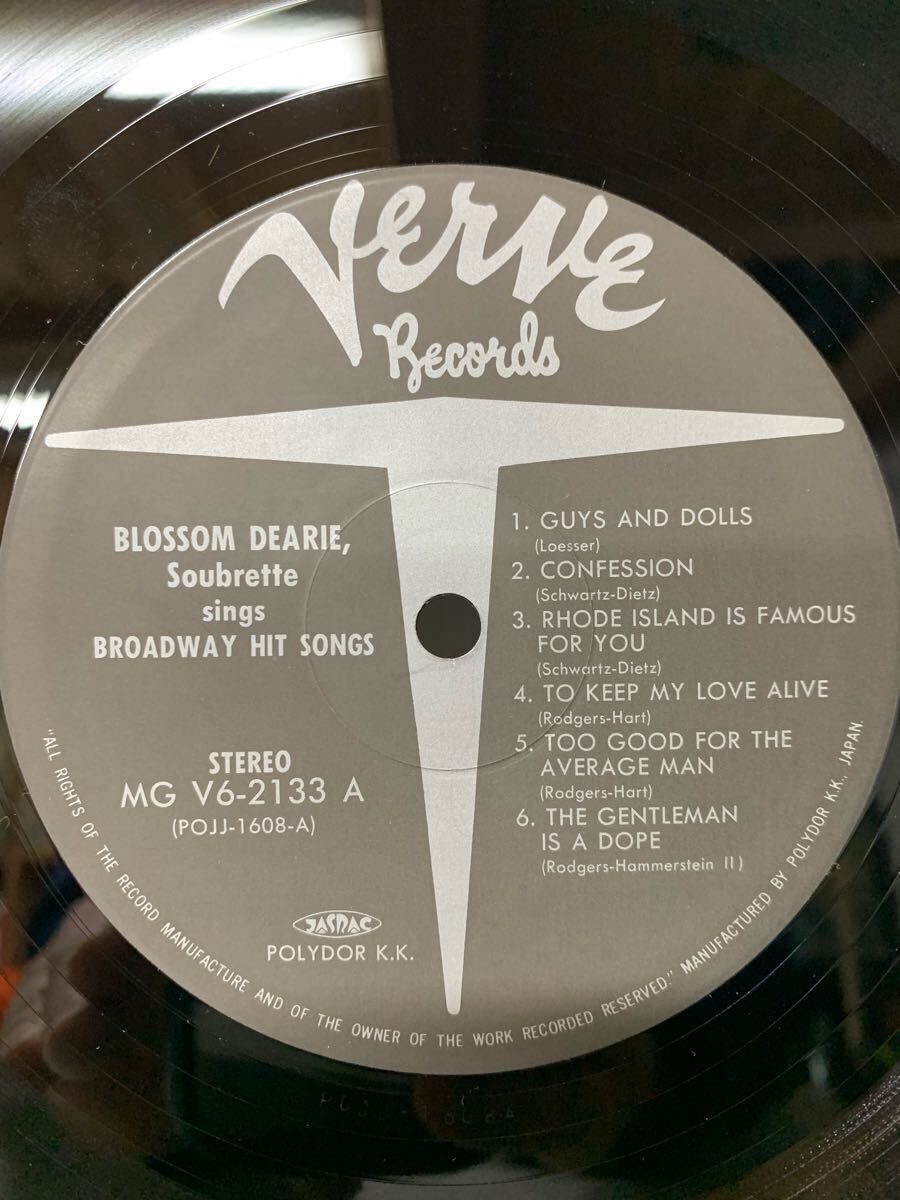 Verve
Records
BLOSSOM DEARIE,
Soubrette
sings
BROADWAY HIT SONGS
STEREO
MG V6-2133 A
(POJJ-1608-A)
1. GUYS AND DOLLS
(Loesser)
2. CONFESSION
(Schwartz-Dietz)
3. RHODE ISLAND IS FAMOUS
FOR YOU
(Schwartz-Dietz)
4. TO KEEP MY LOVE ALIVE
(Rodgers-Hart)
5. TOO GOOD FOR THE
AVERAGE MAN
(Rodgers-Hart)
6. THE GENTLEMAN
IS A DOPE
(Rodgers-Hammerstein II)
JASRAC
POLYDOR K.K.
"ALL RIGHTS OF THE RECORD MANUFACTURE AND OF THE OWNER OF THE WORK RECORDED RESERVED." MANUFACTURED BY POLYDOR K.K., JAPAN.